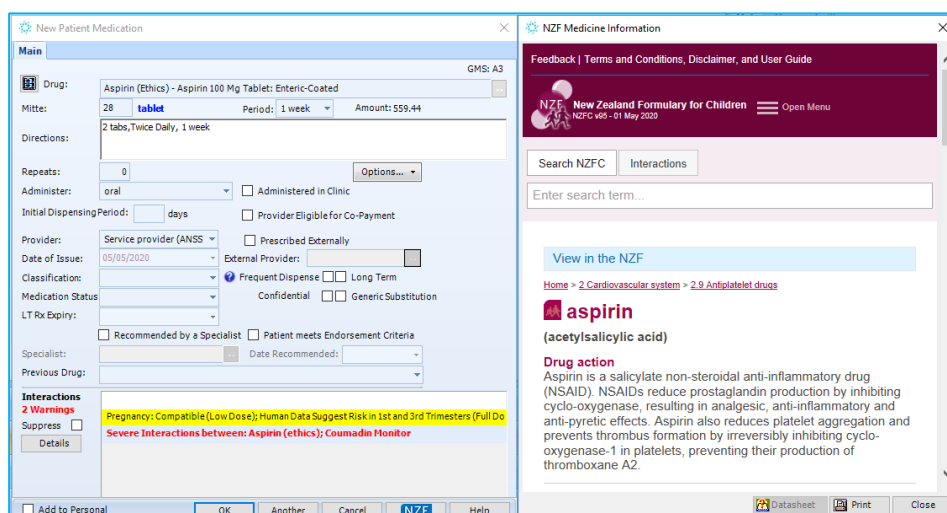 New Patient Medication
Main
GMS: A3
Drug: Aspirin (Ethics) - Aspirin 100 Mg Tablet: Enteric-Coated ...
Mitte: 28 tablet Period: 1 week Amount: 559.44
Directions: 2 tabs,Twice Daily, 1 week
Repeats: 0 Options...
Administer: oral Administered in Clinic
Initial Dispensing Period: days Provider Eligible for Co-Payment
Provider: Service provider (ANSS Prescribed Externally
Date of Issue: 05/05/2020 External Provider: ...
Classification: Frequent Dispense Long Term
Medication Status Confidential Generic Substitution
LT Rx Expiry:
Recommended by a Specialist Patient meets Endorsement Criteria
Specialist: ... Date Recommended:
Previous Drug:
Interactions
2 Warnings
Suppress
Details
Pregnancy: Compatible (Low Dose); Human Data Suggest Risk in 1st and 3rd Trimesters (Full Do
Severe Interactions between: Aspirin (ethics); Coumadin Monitor
Add to Personal OK Another Cancel NZF Help
NZF Medicine Information
Feedback | Terms and Conditions, Disclaimer, and User Guide
NZF
New Zealand Formulary for Children
NZFC v95 - 01 May 2020
Open Menu
Search NZFC Interactions
Enter search term...
View in the NZF
Home > 2 Cardiovascular system > 2.9 Antiplatelet drugs
aspirin
(acetylsalicylic acid)
Drug action
Aspirin is a salicylate non-steroidal anti-inflammatory drug
(NSAID). NSAIDs reduce prostaglandin production by inhibiting
cyclo-oxygenase, resulting in analgesic, anti-inflammatory and
anti-pyretic effects. Aspirin also reduces platelet aggregation and
prevents thrombus formation by irreversibly inhibiting cyclo-
oxygenase-1 in platelets, preventing their production of
thromboxane A2.
Datasheet Print Close